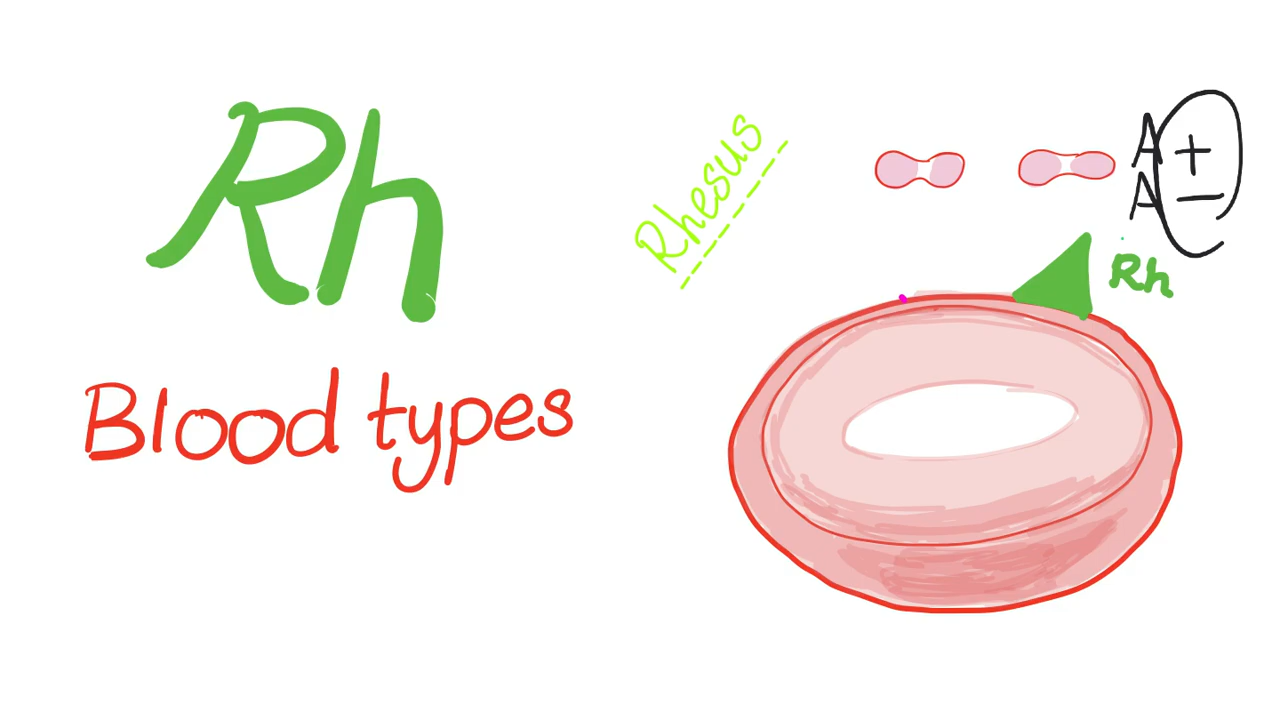 Rh
Blood types
Rhesus
A +
A −
Rh